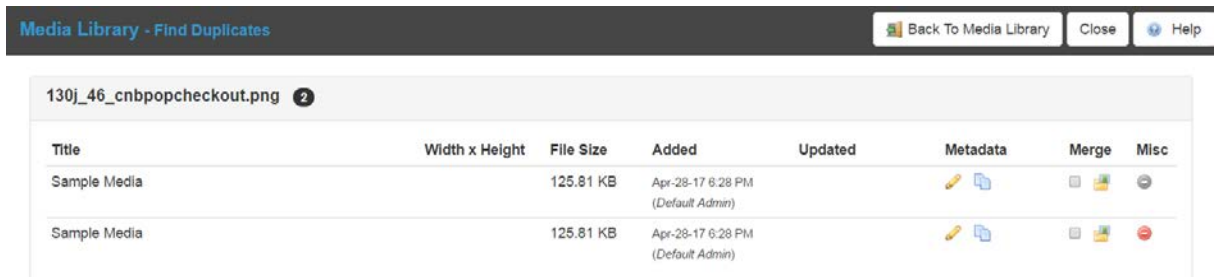 Media Library - Find Duplicates Back To Media Library Close Help
130j_46_cnbpopcheckout.png 2
Title Width x Height File Size Added Updated Metadata Merge Misc
Sample Media 125.81 KB Apr-28-17 6:28 PM
(Default Admin)
Sample Media 125.81 KB Apr-28-17 6:28 PM
(Default Admin)